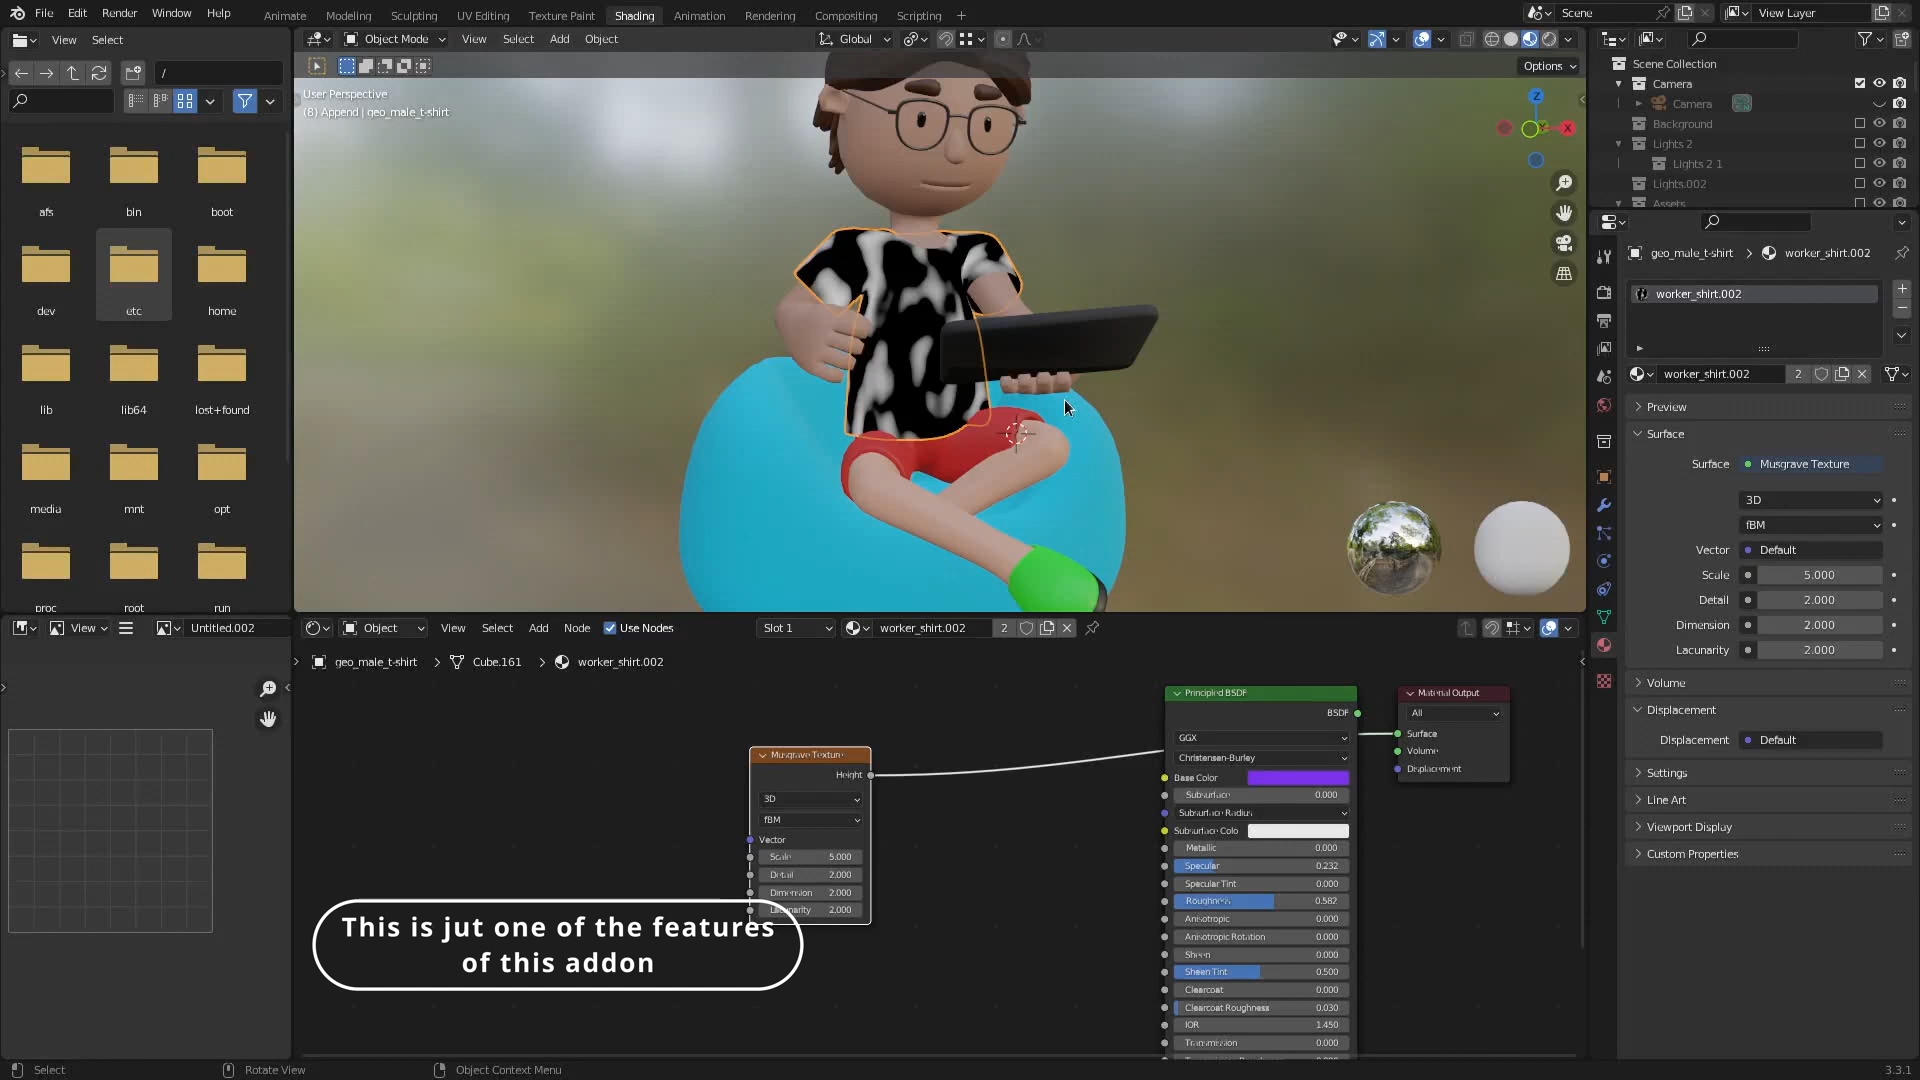 File Edit Render Window Help Animate Modeling Sculpting UV Editing Texture Paint Shading Animation Rendering Compositing Scripting + Scene View Layer
View Select
Object Mode View Select Add Object Global
Options
/
User Perspective
(8) Append | geo_male_t-shirt
Z
X
afs bin boot
dev etc home
lib lib64 lost+found
media mnt opt
proc root run
Scene Collection
Camera
Camera
Background
Lights 2
Lights 2 1
Lights.002
Assets
geo_male_t-shirt > worker_shirt.002
worker_shirt.002
worker_shirt.002 2
Preview
Surface
Surface Musgrave Texture
3D
fBM
Vector Default
Scale 5.000
Detail 2.000
Dimension 2.000
Lacunarity 2.000
Volume
Displacement
Displacement Default
Settings
Line Art
Viewport Display
Custom Properties
View Untitled.002
Object View Select Add Node Use Nodes Slot 1 worker_shirt.002 2
geo_male_t-shirt > Cube.161 > worker_shirt.002
Musgrave Texture
Height
3D
fBM
Vector
Scale 5.000
Detail 2.000
Dimension 2.000
Lacunarity 2.000
Principled BSDF
BSDF
GGX
Christensen-Burley
Base Color
Subsurface 0.000
Subsurface Radius
Subsurface Colo
Metallic 0.000
Specular 0.232
Specular Tint 0.000
Roughness 0.582
Anisotropic 0.000
Anisotropic Rotation 0.000
Sheen 0.000
Sheen Tint 0.500
Clearcoat 0.000
Clearcoat Roughness 0.030
IOR 1.450
Transmission 0.000
Material Output
All
Surface
Volume
Displacement
This is jut one of the features
of this addon
Select Rotate View Object Context Menu 3.3.1